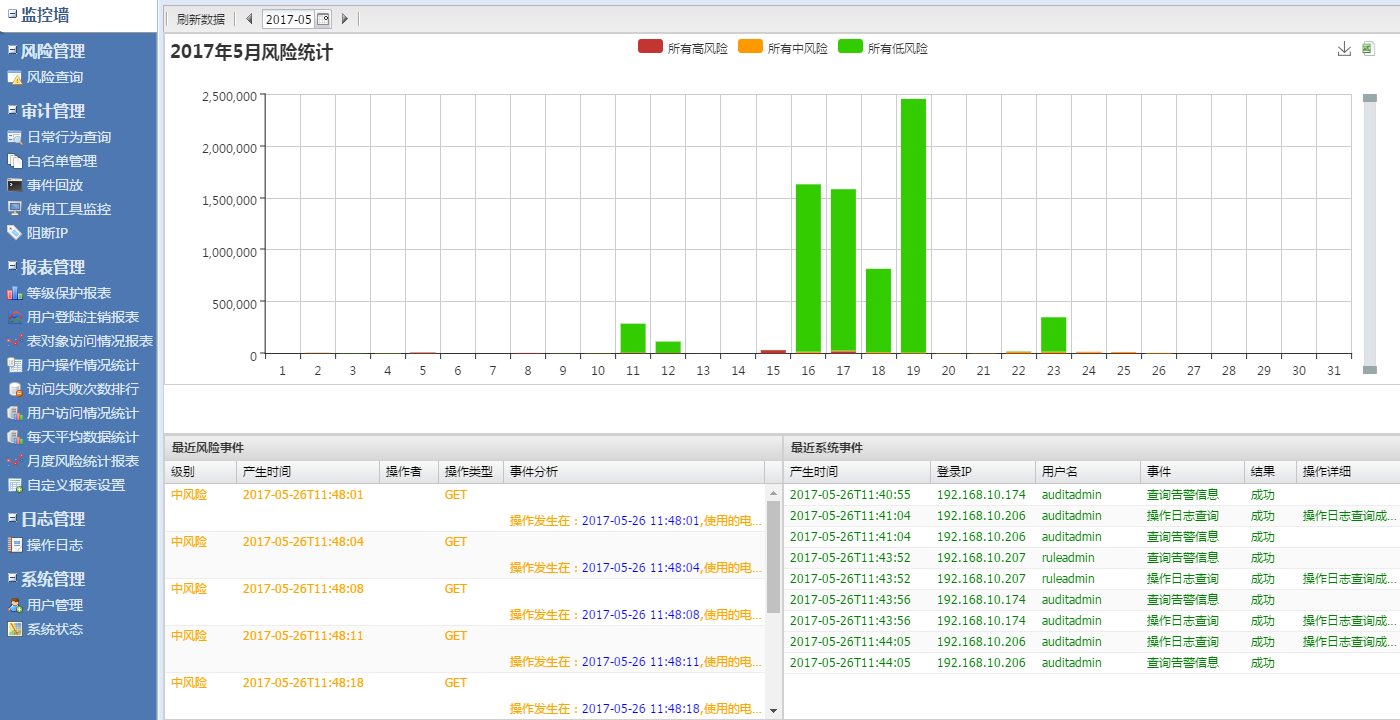 监控墙
风险管理
风险查询
审计管理
日常行为查询
白名单管理
事件回放
使用工具监控
阻断IP
报表管理
等级保护报表
用户登陆注销报表
表对象访问情况报表
用户操作情况统计
访问失败次数排行
用户访问情况统计
每天平均数据统计
月度风险统计报表
自定义报表设置
日志管理
操作日志
系统管理
用户管理
系统状态
刷新数据 2017-05
2017年5月风险统计
所有高风险 所有中风险 所有低风险
2,500,000
2,000,000
1,500,000
1,000,000
500,000
0
1 2 3 4 5 6 7 8 9 10 11 12 13 14 15 16 17 18 19 20 21 22 23 24 25 26 27 28 29 30 31
最近风险事件
级别 产生时间 操作者 操作类型 事件分析
中风险 2017-05-26T11:48:01 GET
操作发生在：2017-05-26 11:48:01,使用的电...
中风险 2017-05-26T11:48:04 GET
操作发生在：2017-05-26 11:48:04,使用的电...
中风险 2017-05-26T11:48:08 GET
操作发生在：2017-05-26 11:48:08,使用的电...
中风险 2017-05-26T11:48:11 GET
操作发生在：2017-05-26 11:48:11,使用的电...
中风险 2017-05-26T11:48:18 GET
操作发生在：2017-05-26 11:48:18,使用的电...
最近系统事件
产生时间 登录IP 用户名 事件 结果 操作详细
2017-05-26T11:40:55 192.168.10.174 auditadmin 查询告警信息 成功
2017-05-26T11:41:04 192.168.10.206 auditadmin 操作日志查询 成功 操作日志查询成...
2017-05-26T11:41:04 192.168.10.206 auditadmin 查询告警信息 成功
2017-05-26T11:43:52 192.168.10.207 ruleadmin 查询告警信息 成功
2017-05-26T11:43:52 192.168.10.207 ruleadmin 操作日志查询 成功 操作日志查询成...
2017-05-26T11:43:56 192.168.10.174 auditadmin 查询告警信息 成功
2017-05-26T11:43:56 192.168.10.174 auditadmin 操作日志查询 成功 操作日志查询成...
2017-05-26T11:44:05 192.168.10.206 auditadmin 操作日志查询 成功 操作日志查询成...
2017-05-26T11:44:05 192.168.10.206 auditadmin 查询告警信息 成功